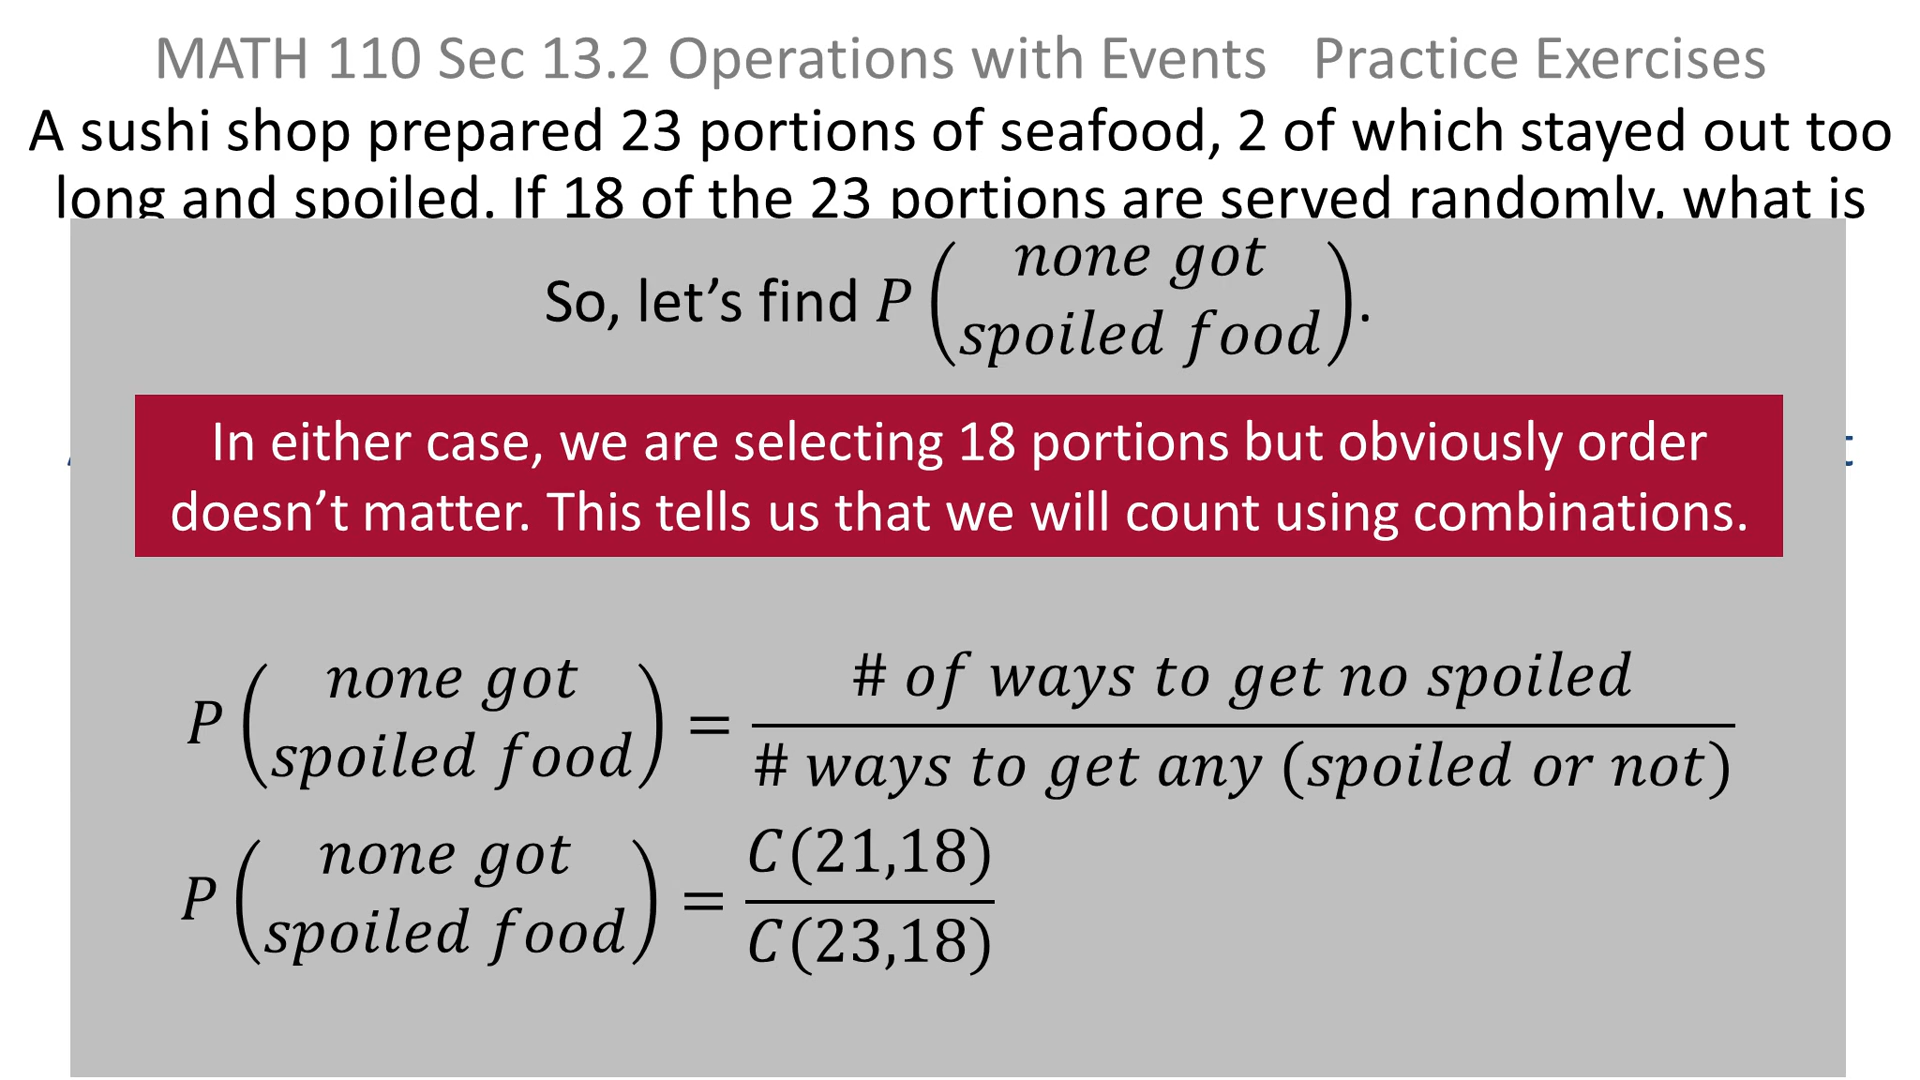 MATH 110 Sec 13.2 Operations with Events Practice Exercises
A sushi shop prepared 23 portions of seafood, 2 of which stayed out too
long and spoiled. If 18 of the 23 portions are served randomly, what is
So, let's find P(none got spoiled food).
In either case, we are selecting 18 portions but obviously order
doesn't matter. This tells us that we will count using combinations.
P(none got spoiled food) = # of ways to get no spoiled / # ways to get any (spoiled or not)
P(none got spoiled food) = C(21,18) / C(23,18)